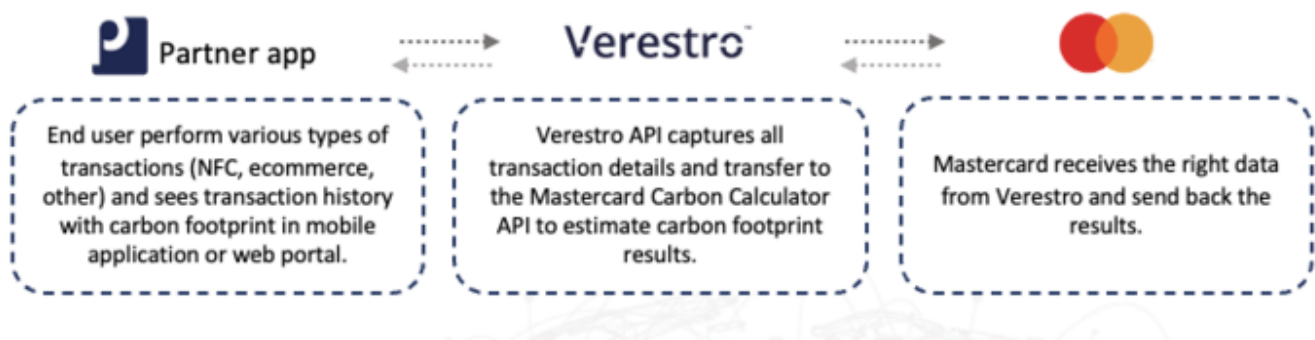 Partner app
Verestro™
End user perform various types of
transactions (NFC, ecommerce,
other) and sees transaction history
with carbon footprint in mobile
application or web portal.
Verestro API captures all
transaction details and transfer to
the Mastercard Carbon Calculator
API to estimate carbon footprint
results.
Mastercard receives the right data
from Verestro and send back the
results.